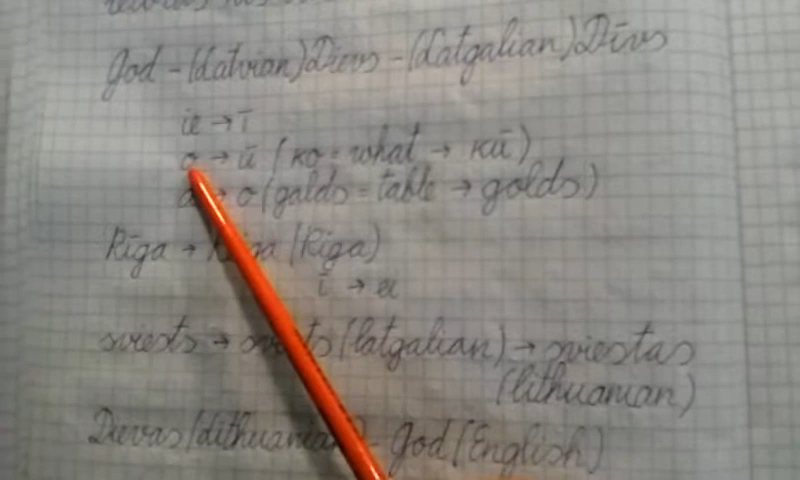 God - (Latvian) Dievs - (Latgalian) Dīvs
ie → ī
o → ū (ko = what → kū)
a → o (galds = table → golds)
Rīga → (Rīga)
ī → ei
sviests → (latgalian) → sviestas
(lithuanian)
Dievas (lithuanian) - God (English)